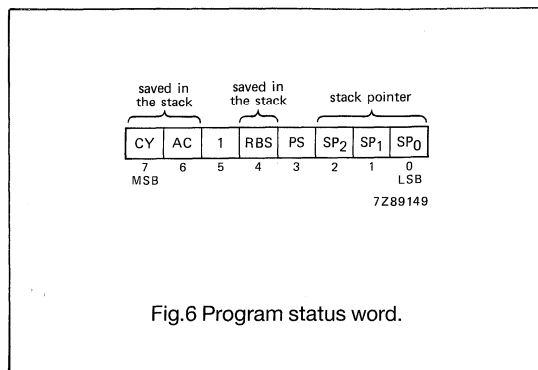 saved in the stack
saved in the stack
stack pointer
CY AC 1 RBS PS SP2 SP1 SP0
7 6 5 4 3 2 1 0
MSB LSB
7Z89149
Fig.6 Program status word.